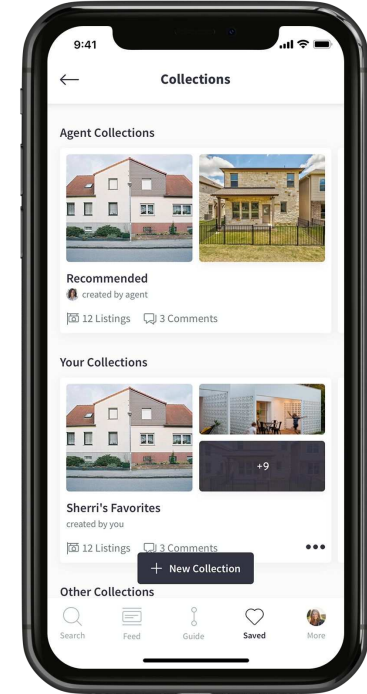 9:41
Collections
Agent Collections
Recommended
created by agent
12 Listings 3 Comments
Your Collections
+9
Sherri's Favorites
created by you
12 Listings 3 Comments
+ New Collection
Other Collections
Search Feed Guide Saved More